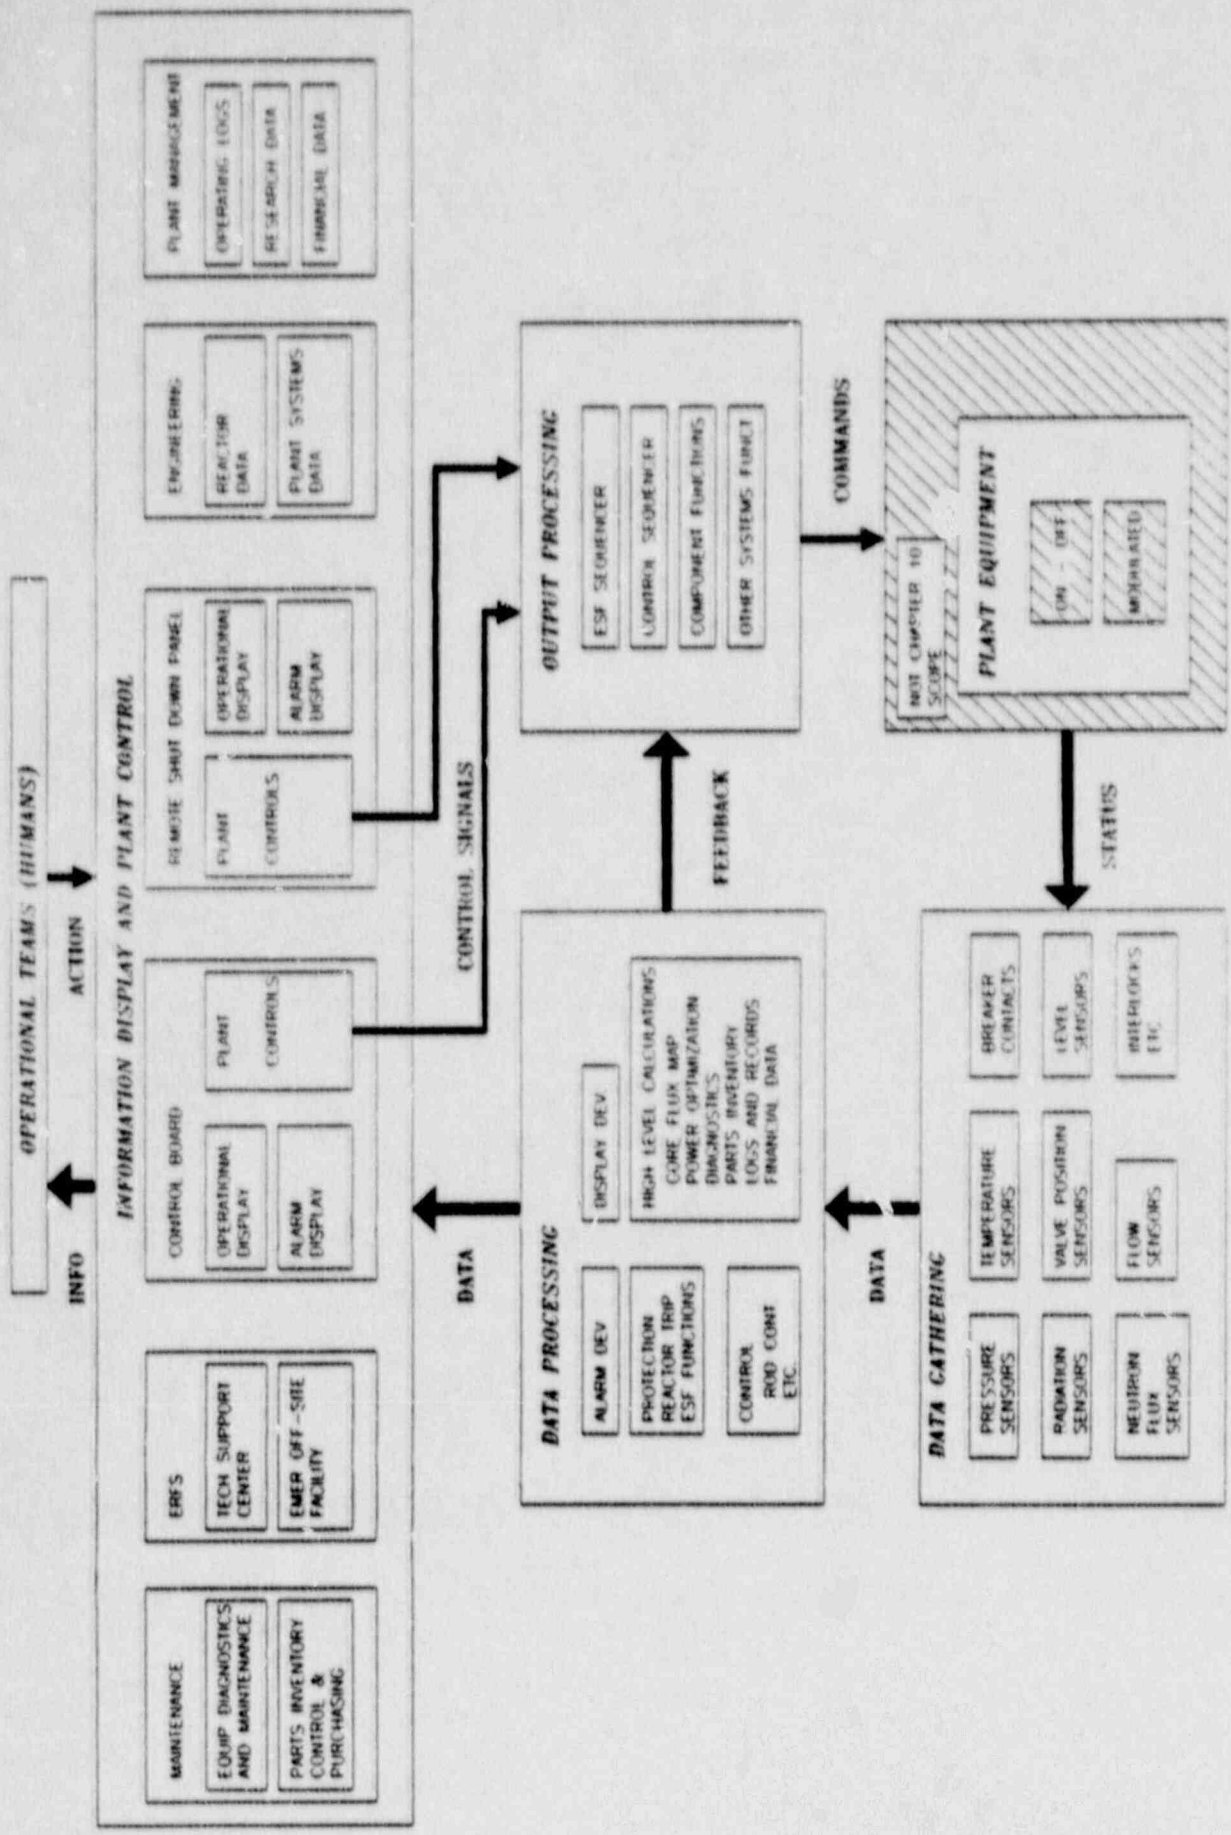 OPERATIONAL TEAMS (HUMANS)
INFO
ACTION
INFORMATION DISPLAY AND PLANT CONTROL
MAINTENANCE
EQUIP DIAGNOSTICS
AND MAINTENANCE
PARTS INVENTORY
CONTROL &
PURCHASING
ERFS
TECH SUPPORT
CENTER
EMER OFF-SITE
FACILITY
CONTROL BOARD
OPERATIONAL
DISPLAY
ALARM
DISPLAY
PLANT
CONTROLS
REMOTE SHUT DOWN PANEL
PLANT
CONTROLS
OPERATIONAL
DISPLAY
ALARM
DISPLAY
ENGINEERING
REACTOR
DATA
PLANT SYSTEMS
DATA
PLANT MANAGEMENT
OPERATING LOGS
RESEARCH DATA
FINANCIAL DATA
DATA
CONTROL SIGNALS
DATA PROCESSING
ALARM DEV
DISPLAY DEV
PROTECTION
REACTOR TRIP
ESF FUNCTIONS
CONTROL
ROD CONT
ETC.
HIGH LEVEL CALCULATIONS
CORE FLUX MAP
POWER OPTIMIZATION
DIAGNOSTICS
PARTS INVENTORY
LOGS AND RECORDS
FINANCIAL DATA
FEEDBACK
OUTPUT PROCESSING
ESF SEQUENCER
CONTROL SEQUENCER
COMPONENT FUNCTIONS
OTHER SYSTEMS FUNCT
DATA
COMMANDS
DATA GATHERING
PRESSURE
SENSORS
TEMPERATURE
SENSORS
BREAKER
CONTACTS
RADIATION
SENSORS
VALVE POSITION
SENSORS
LEVEL
SENSORS
NEUTRON
FLUX
SENSORS
FLOW
SENSORS
INTERLOCKS
ETC
STATUS
NOT CHAPTER 10
SCOPE
PLANT EQUIPMENT
ON - OFF
MODULATED